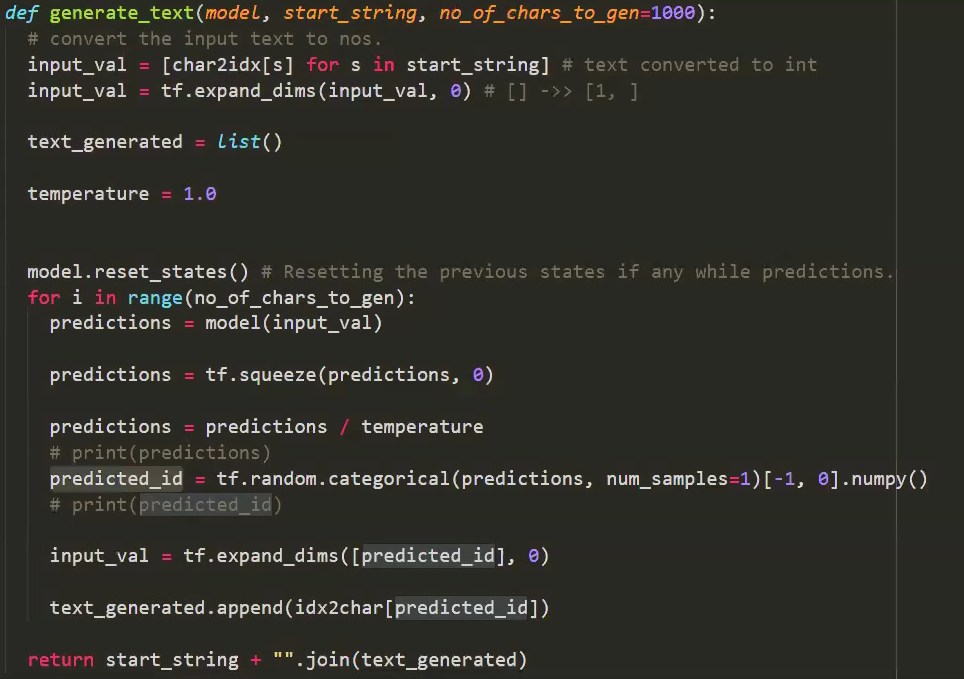 def generate_text(model, start_string, no_of_chars_to_gen=1000):
# convert the input text to nos.
input_val = [char2idx[s] for s in start_string] # text converted to int
input_val = tf.expand_dims(input_val, 0) # [] ->> [1, ]
text_generated = list()
temperature = 1.0
model.reset_states() # Resetting the previous states if any while predictions.
for i in range(no_of_chars_to_gen):
predictions = model(input_val)
predictions = tf.squeeze(predictions, 0)
predictions = predictions / temperature
# print(predictions)
predicted_id = tf.random.categorical(predictions, num_samples=1)[-1, 0].numpy()
# print(predicted_id)
input_val = tf.expand_dims([predicted_id], 0)
text_generated.append(idx2char[predicted_id])
return start_string + "".join(text_generated)